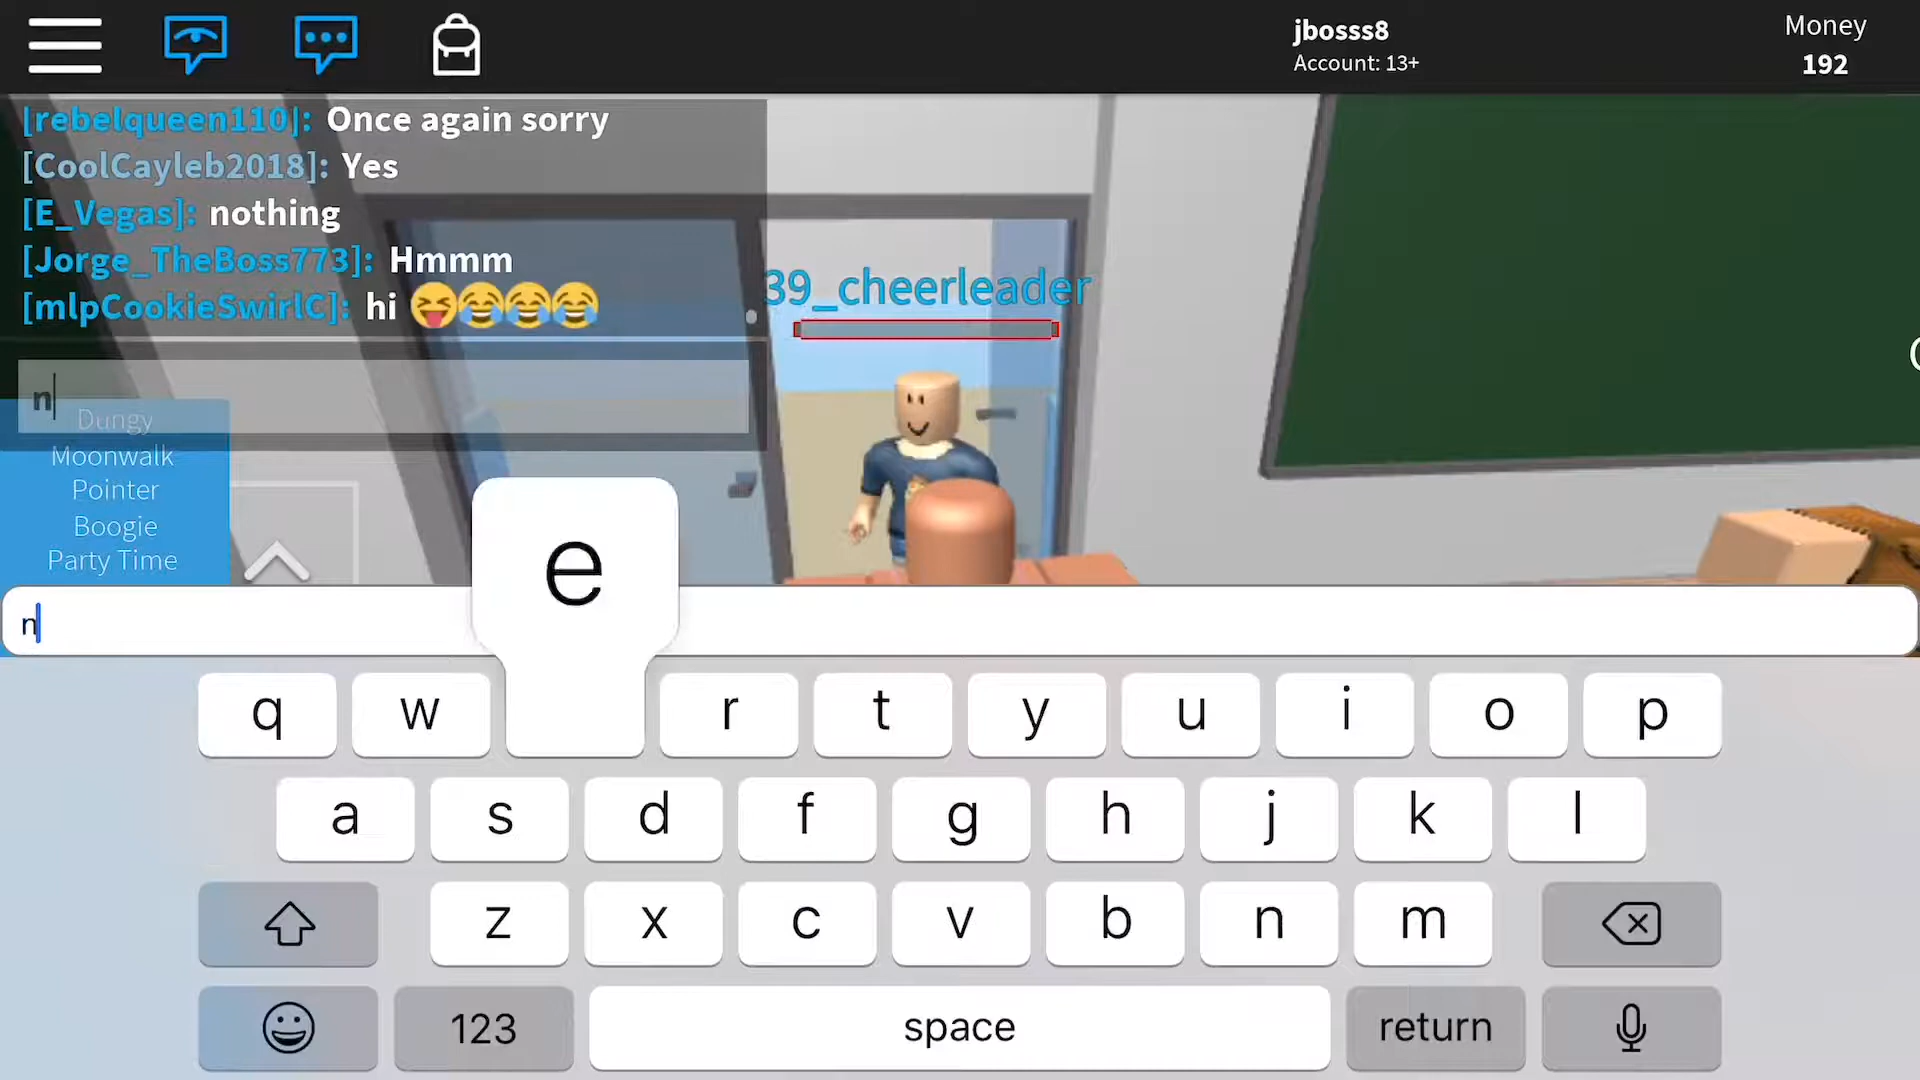 jbosss8
Account: 13+
Money
192
[rebelqueen110]: Once again sorry
[CoolCayleb2018]: Yes
[E_Vegas]: nothing
[Jorge_TheBoss773]: Hmmm
[mlpCookieSwirlC]: hi 😝😂😂😂
39_cheerleader
n
Dungy
Moonwalk
Pointer
Boogie
Party Time
e
n
q w r t y u i o p
a s d f g h j k l
z x c v b n m
123 space return